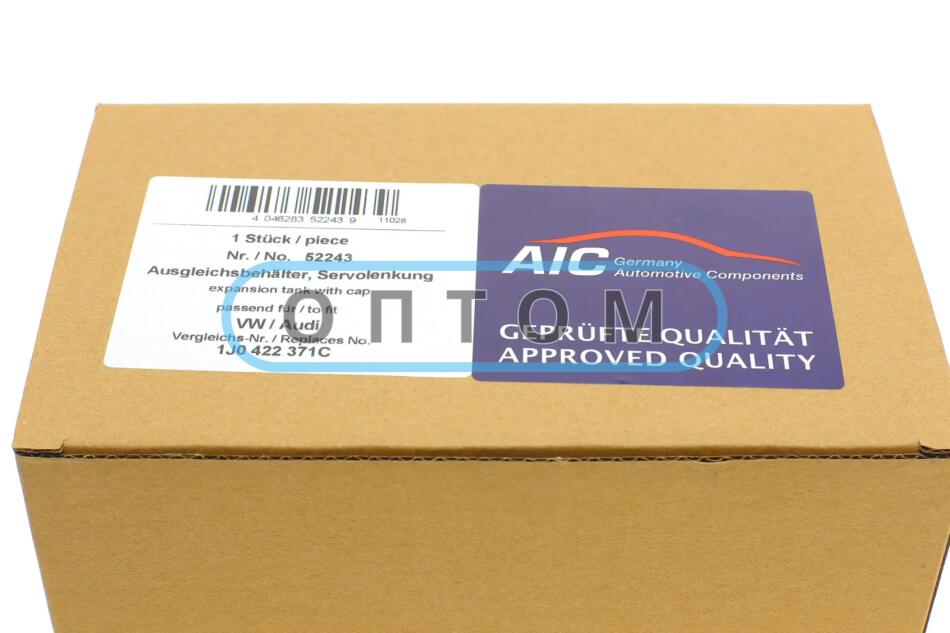 4 046283 52243 9 11028
1 Stück / piece
Nr. / No. 52243
Ausgleichsbehälter, Servolenkung
expansion tank with cap
passend für / to fit
VW / Audi
Vergleichs-Nr. / Replaces No.
1J0 422 371C
AIC Germany
Automotive Components
GEPRÜFTE QUALITÄT
APPROVED QUALITY
ОПТОМ